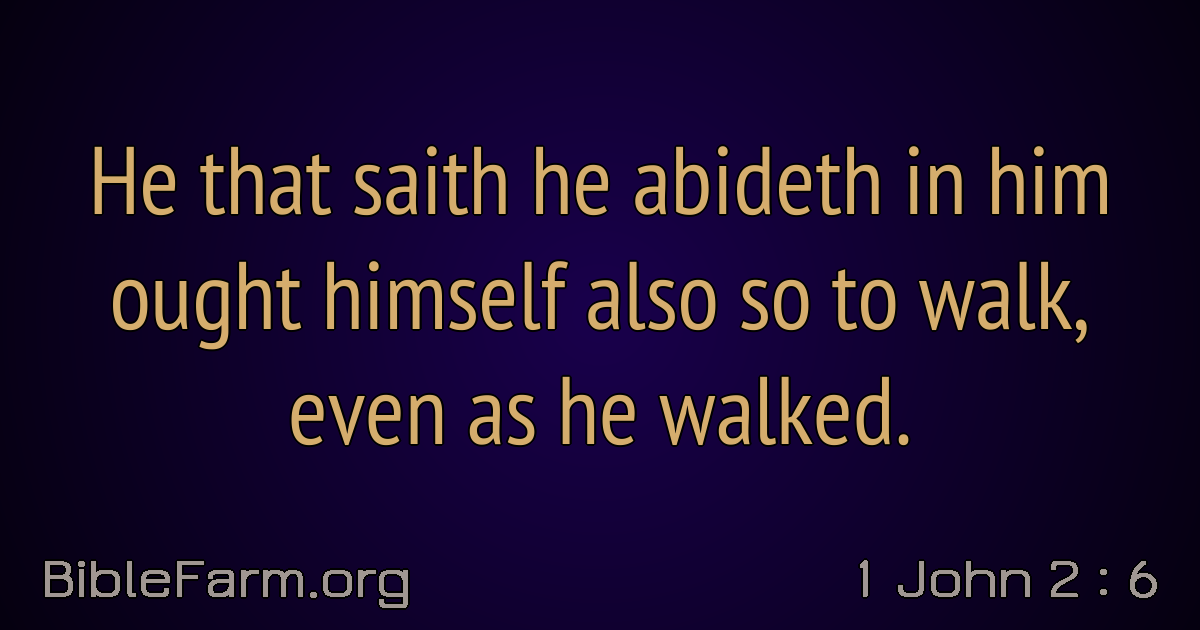 He that saith he abideth in him
ought himself also so to walk,
even as he walked.
BibleFarm.org
1 John 2 : 6